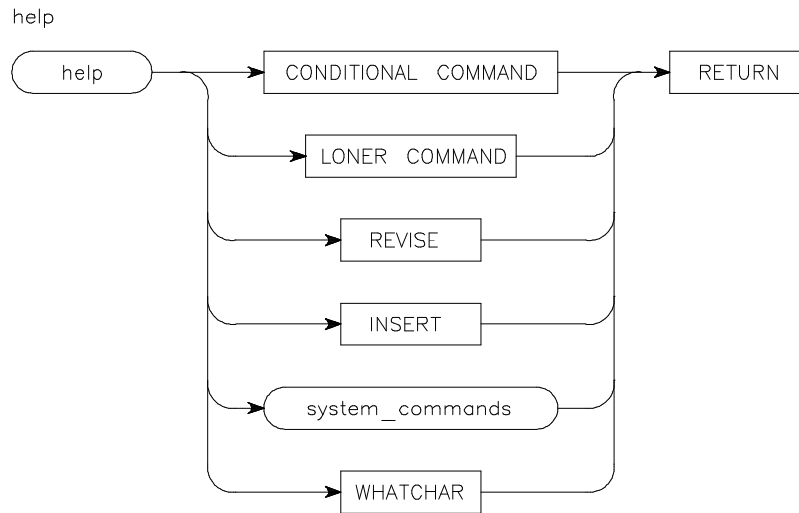 help
help
CONDITIONAL COMMAND
RETURN
LONER COMMAND
REVISE
INSERT
system_commands
WHATCHAR